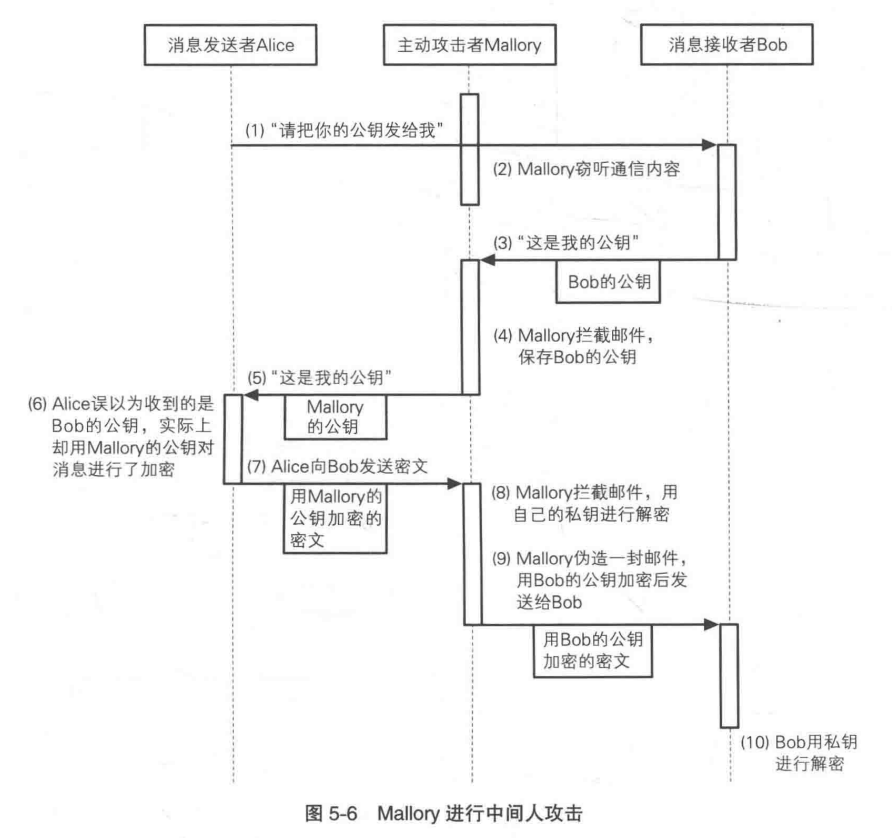 消息发送者Alice
主动攻击者Mallory
消息接收者Bob
(1) “请把你的公钥发给我”
(2) Mallory窃听通信内容
(3) “这是我的公钥”
Bob的公钥
(4) Mallory拦截邮件，
保存Bob的公钥
(5) “这是我的公钥”
Mallory
的公钥
(6) Alice误以为收到的是
Bob的公钥，实际上
却用Mallory的公钥对
消息进行了加密
(7) Alice向Bob发送密文
用Mallory的
公钥加密的
密文
(8) Mallory拦截邮件，用
自己的私钥进行解密
(9) Mallory伪造一封邮件，
用Bob的公钥加密后发
送给Bob
用Bob的公钥
加密的密文
(10) Bob用私钥
进行解密
图 5-6 Mallory 进行中间人攻击